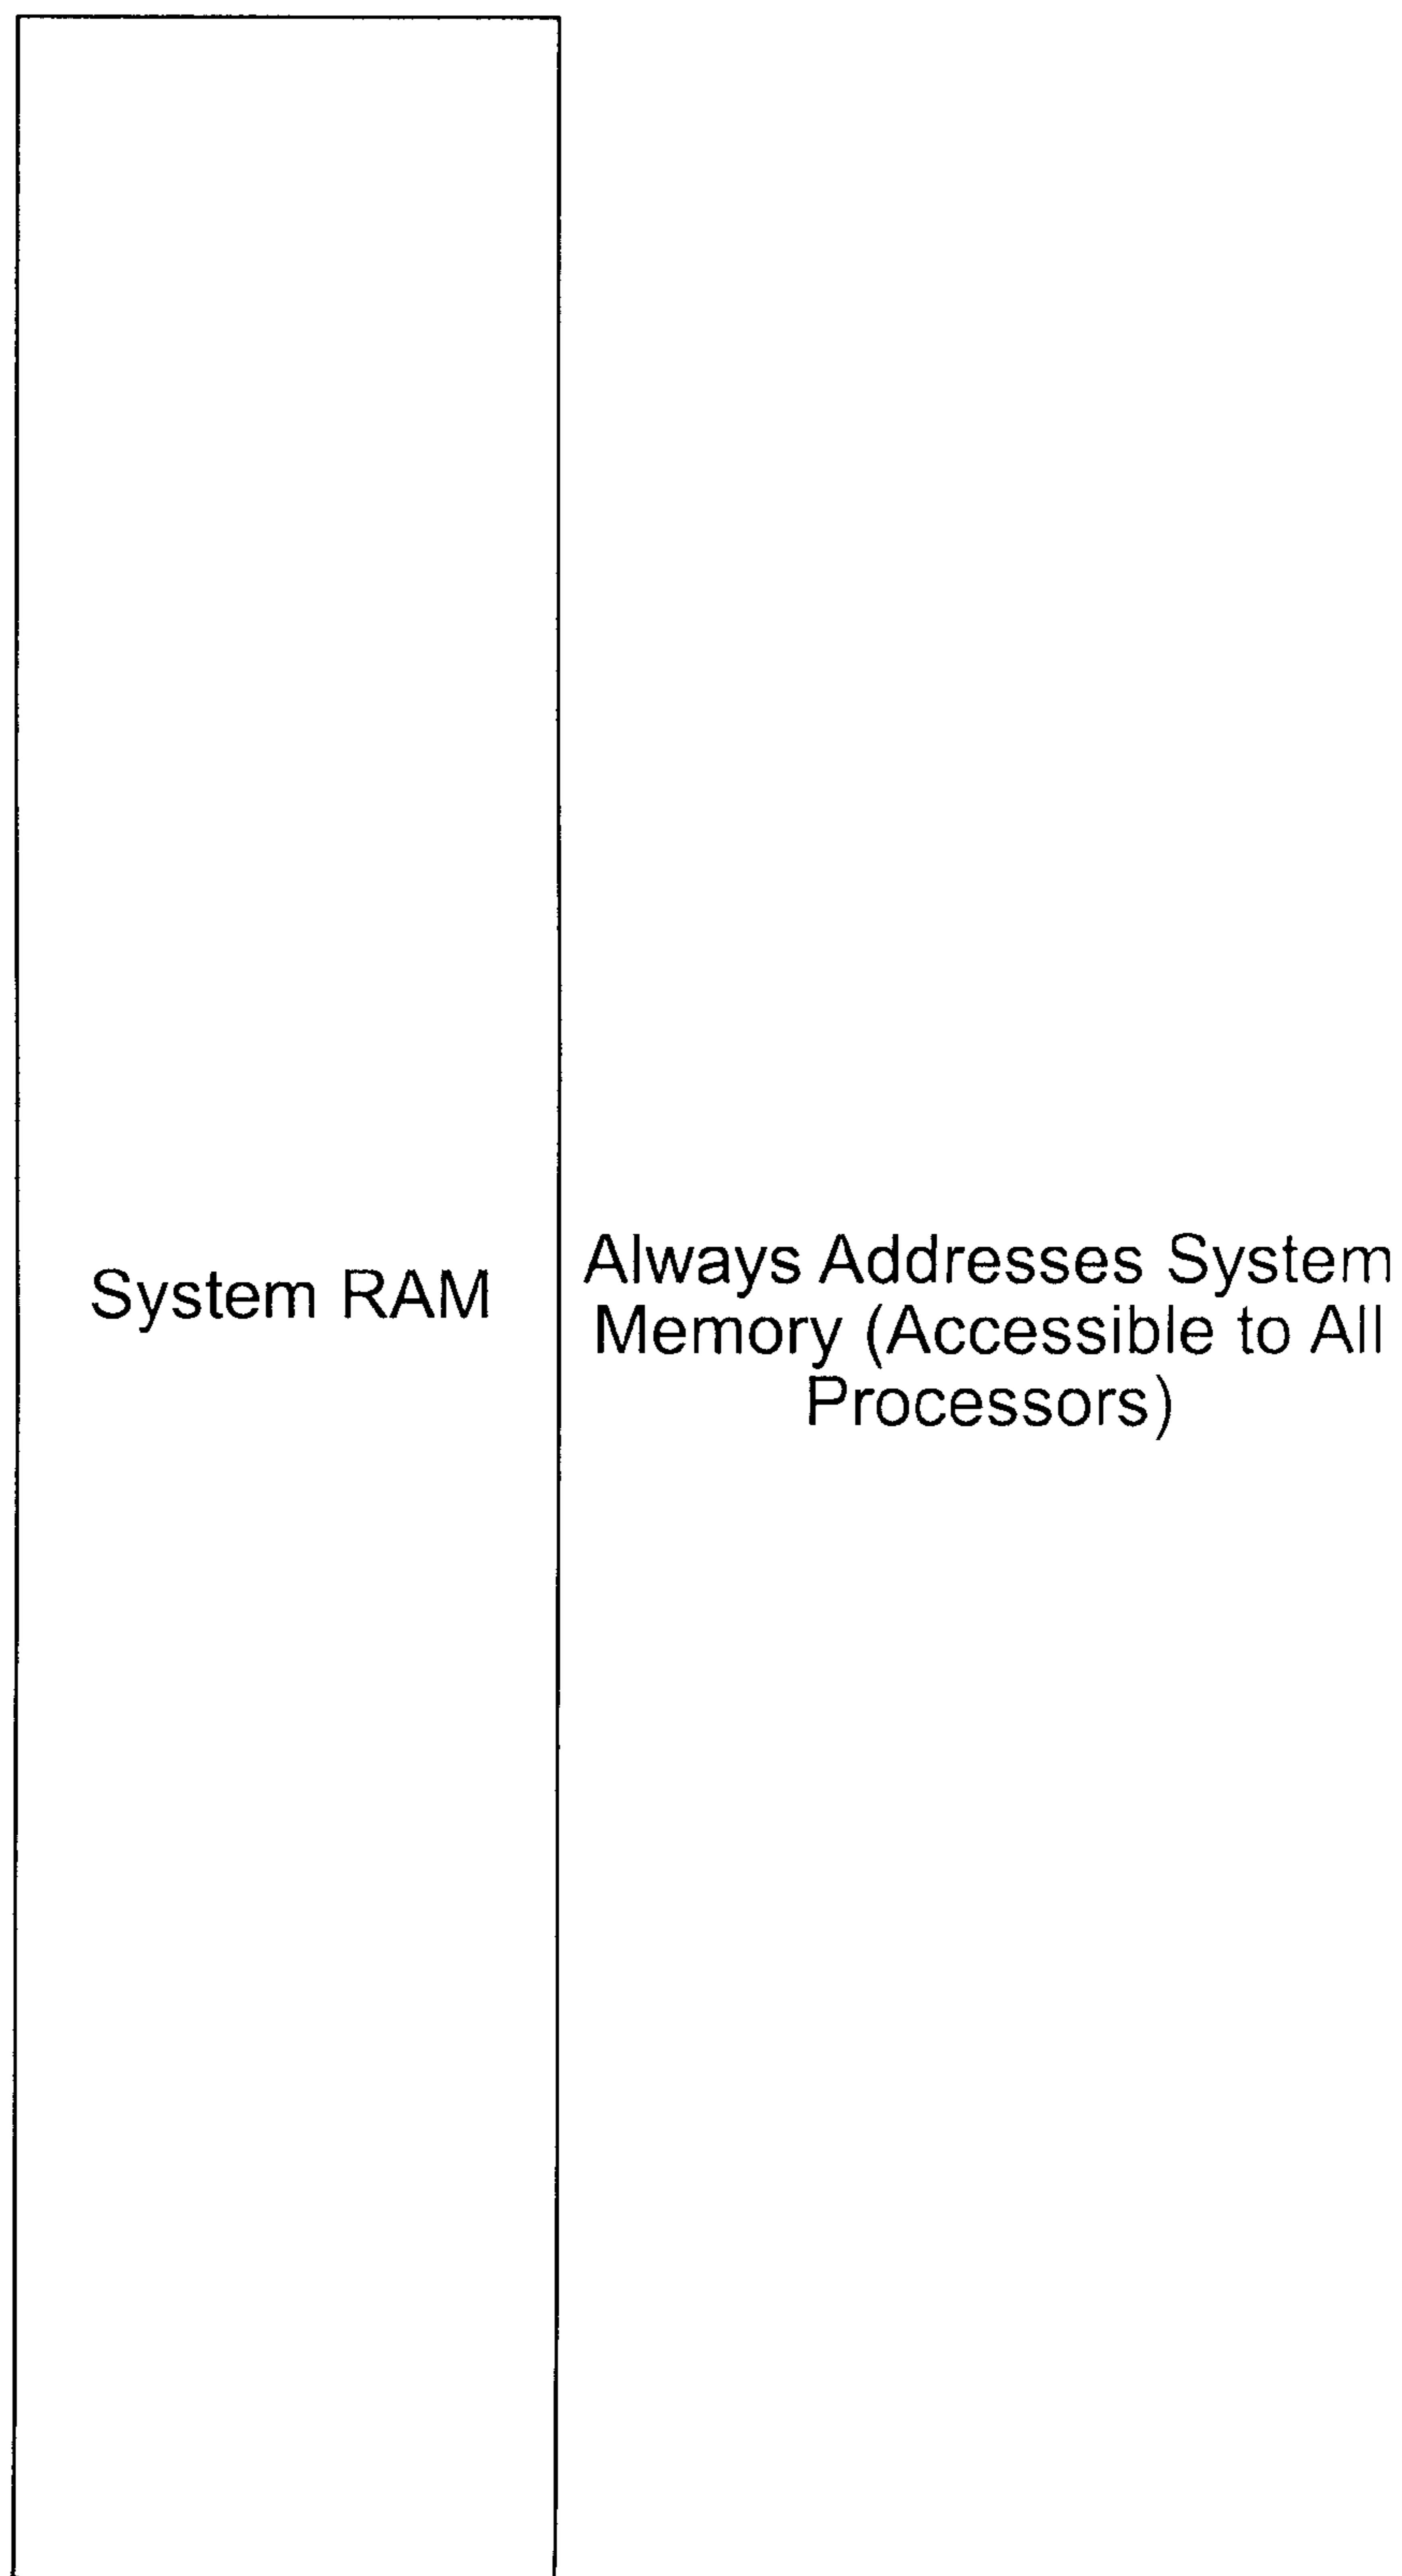 System RAM
Always Addresses System
Memory (Accessible to All
Processors)